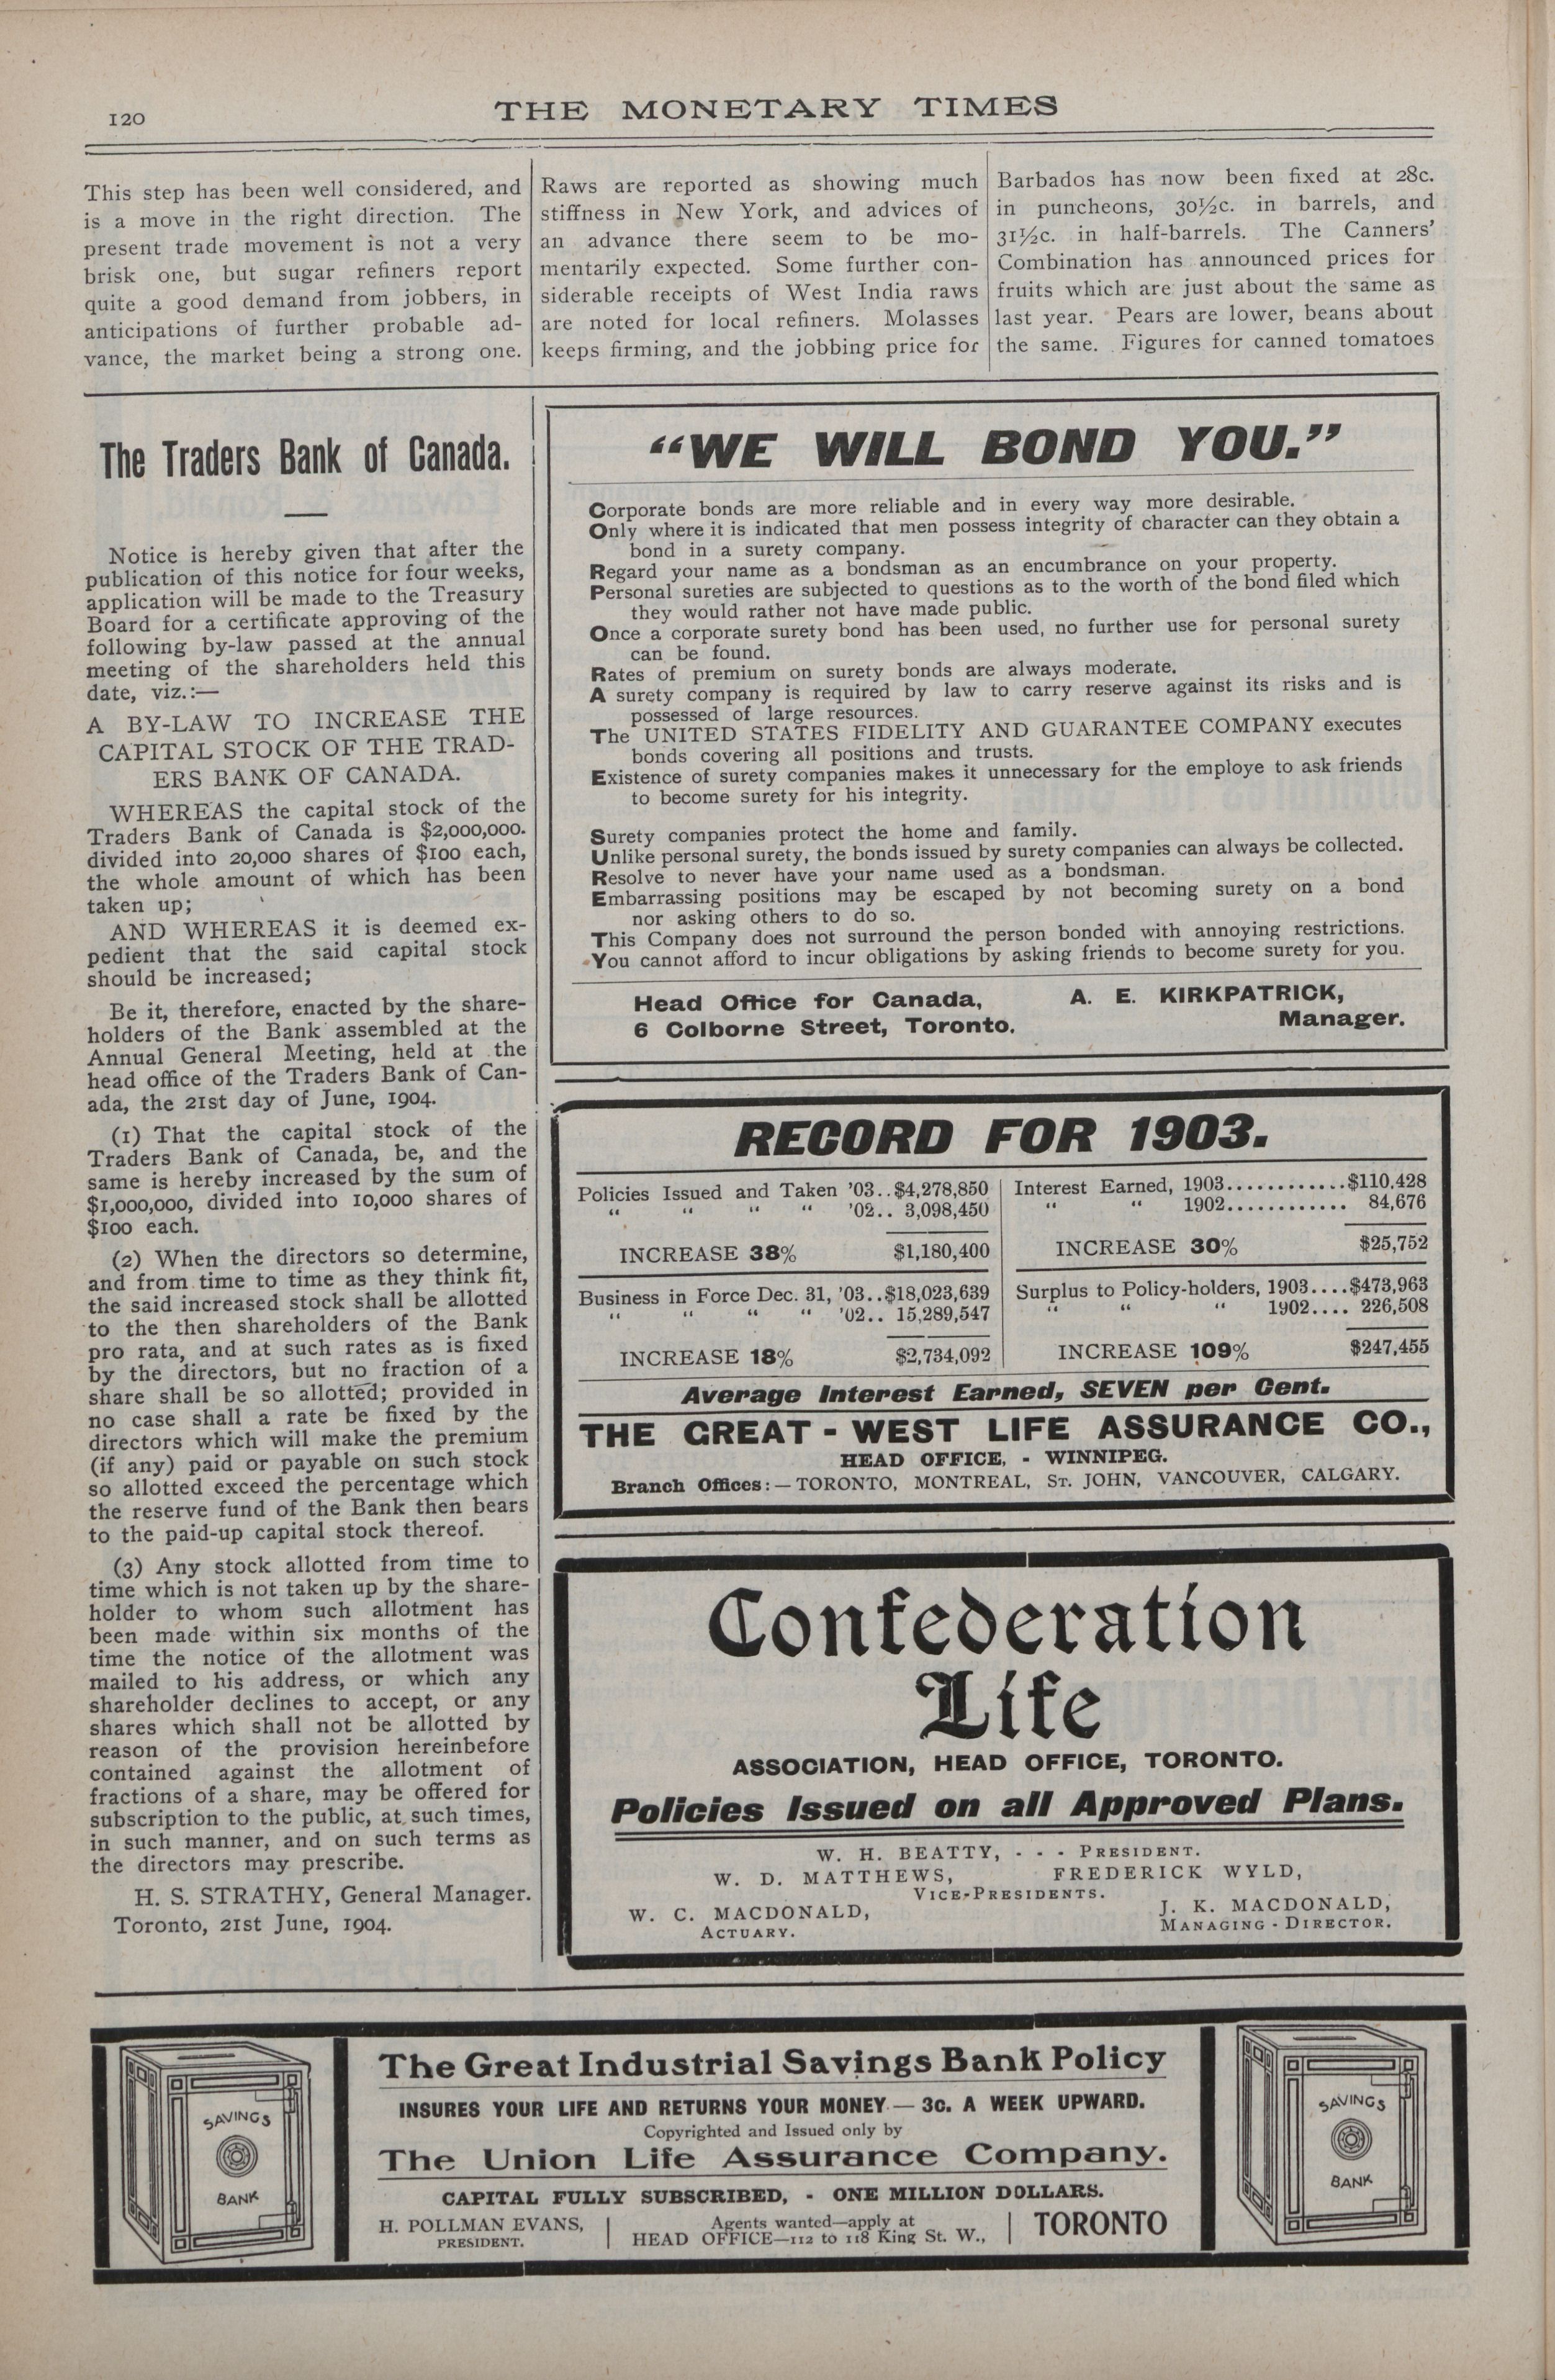 120
THE MONETARY TIMES
This step has been well considered, and
is a move in the right direction. The
present trade movement is not a very
brisk one, but sugar refiners report
quite a good demand from jobbers, in
anticipations of further probable ad-
vance, the market being a strong one.
Raws are reported as showing much
stiffness in New York, and advices of
an advance there seem to be mo-
mentarily expected. Some further con-
siderable receipts of West India raws
are noted for local refiners. Molasses
keeps firming, and the jobbing price for
Barbados has now been fixed at 28c.
in puncheons, 30½c. in barrels, and
31½c. in half-barrels. The Canners'
Combination has announced prices for
fruits which are just about the same as
last year. Pears are lower, beans about
the same. Figures for canned tomatoes
The Traders Bank of Canada.
Notice is hereby given that after the
publication of this notice for four weeks,
application will be made to the Treasury
Board for a certificate approving of the
following by-law passed at the annual
meeting of the shareholders held this
date, viz.:—
A BY-LAW TO INCREASE THE
CAPITAL STOCK OF THE TRAD-
ERS BANK OF CANADA.
WHEREAS the capital stock of the
Traders Bank of Canada is $2,000,000.
divided into 20,000 shares of $100 each,
the whole amount of which has been
taken up;
AND WHEREAS it is deemed ex-
pedient that the said capital stock
should be increased;
Be it, therefore, enacted by the share-
holders of the Bank assembled at the
Annual General Meeting, held at the
head office of the Traders Bank of Can-
ada, the 21st day of June, 1904.
(1) That the capital stock of the
Traders Bank of Canada, be, and the
same is hereby increased by the sum of
$1,000,000, divided into 10,000 shares of
$100 each.
(2) When the directors so determine,
and from time to time as they think fit,
the said increased stock shall be allotted
to the then shareholders of the Bank
pro rata, and at such rates as is fixed
by the directors, but no fraction of a
share shall be so allotted; provided in
no case shall a rate be fixed by the
directors which will make the premium
(if any) paid or payable on such stock
so allotted exceed the percentage which
the reserve fund of the Bank then bears
to the paid-up capital stock thereof.
(3) Any stock allotted from time to
time which is not taken up by the share-
holder to whom such allotment has
been made within six months of the
time the notice of the allotment was
mailed to his address, or which any
shareholder declines to accept, or any
shares which shall not be allotted by
reason of the provision hereinbefore
contained against the allotment of
fractions of a share, may be offered for
subscription to the public, at such times,
in such manner, and on such terms as
the directors may prescribe.
H. S. STRATHY, General Manager.
Toronto, 21st June, 1904.
"WE WILL BOND YOU."
Corporate bonds are more reliable and in every way more desirable.
Only where it is indicated that men possess integrity of character can they obtain a
bond in a surety company.
Regard your name as a bondsman as an encumbrance on your property.
Personal sureties are subjected to questions as to the worth of the bond filed which
they would rather not have made public.
Once a corporate surety bond has been used, no further use for personal surety
can be found.
Rates of premium on surety bonds are always moderate.
A surety company is required by law to carry reserve against its risks and is
possessed of large resources.
The UNITED STATES FIDELITY AND GUARANTEE COMPANY executes
bonds covering all positions and trusts.
Existence of surety companies makes it unnecessary for the employe to ask friends
to become surety for his integrity.
Surety companies protect the home and family.
Unlike personal surety, the bonds issued by surety companies can always be collected.
Resolve to never have your name used as a bondsman.
Embarrassing positions may be escaped by not becoming surety on a bond
nor asking others to do so.
This Company does not surround the person bonded with annoying restrictions.
You cannot afford to incur obligations by asking friends to become surety for you.
Head Office for Canada, A. E. KIRKPATRICK,
6 Colborne Street, Toronto. Manager.
RECORD FOR 1903.
Policies Issued and Taken '03..$4,278,850
" " " " '02.. 3,098,450
INCREASE 38% $1,180,400
Interest Earned, 1903............$110.428
" " 1902............ 84,676
INCREASE 30% $25,752
Business in Force Dec. 31, '03..$18,023,639
" " " " '02.. 15,289,547
INCREASE 18% $2,734,092
Surplus to Policy-holders, 1903....$473,963
" " " 1902.... 226,508
INCREASE 109% $247,455
Average Interest Earned, SEVEN per Cent.
THE GREAT-WEST LIFE ASSURANCE CO.,
HEAD OFFICE, - WINNIPEG.
Branch Offices:—TORONTO, MONTREAL, ST. JOHN, VANCOUVER, CALGARY.
Confederation
Life
ASSOCIATION, HEAD OFFICE, TORONTO.
Policies Issued on all Approved Plans.
W. H. BEATTY, - - - PRESIDENT.
W. D. MATTHEWS, FREDERICK WYLD,
VICE-PRESIDENTS.
W. C. MACDONALD, J. K. MACDONALD,
ACTUARY. MANAGING-DIRECTOR.
SAVINGS
BANK
The Great Industrial Savings Bank Policy
INSURES YOUR LIFE AND RETURNS YOUR MONEY — 3c. A WEEK UPWARD.
Copyrighted and Issued only by
The Union Life Assurance Company.
CAPITAL FULLY SUBSCRIBED, - ONE MILLION DOLLARS.
H. POLLMAN EVANS,
PRESIDENT.
Agents wanted—apply at
HEAD OFFICE—112 to 118 King St. W.,
TORONTO
SAVINGS
BANK